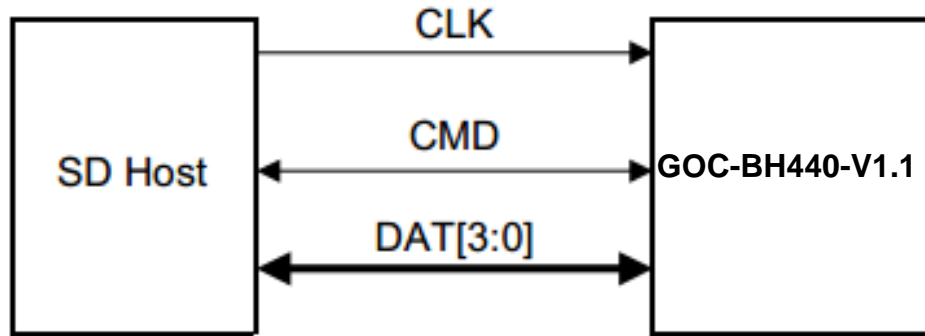 CLK
CMD
SD Host
GOC-BH440-V1.1
DAT[3:0]